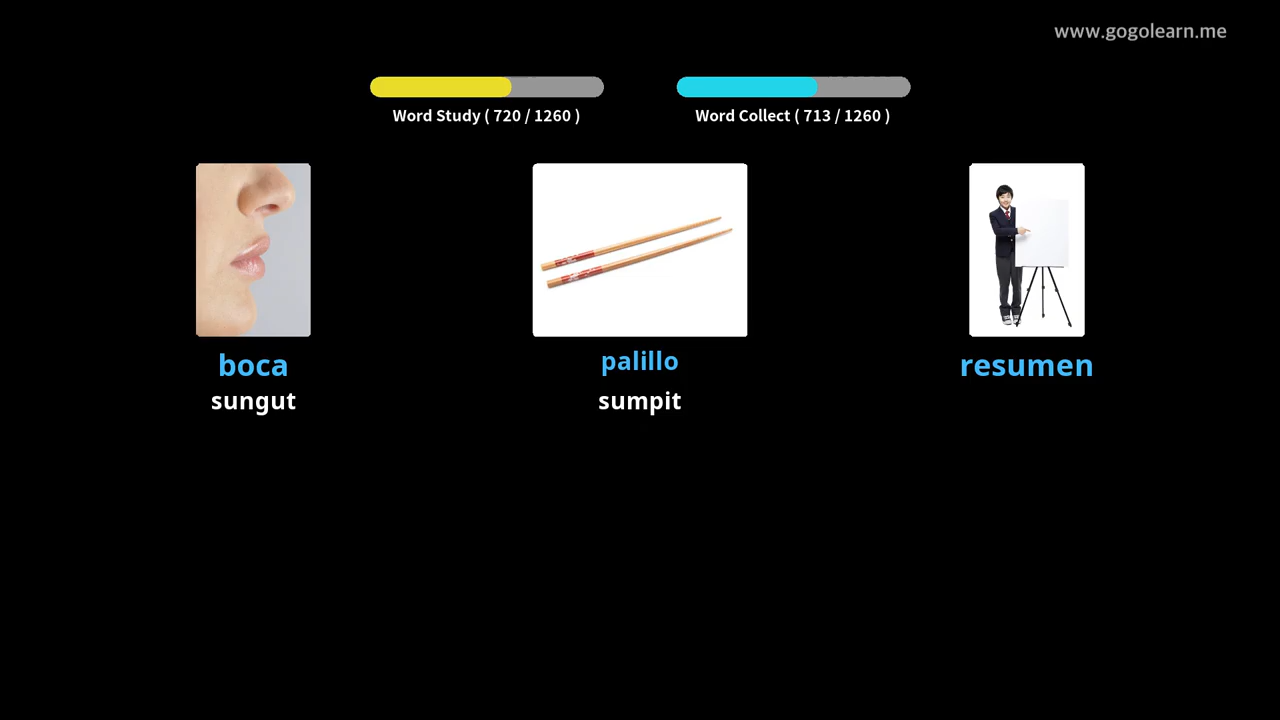 www.gogolearn.me
Word Study ( 720 / 1260 )
Word Collect ( 713 / 1260 )
boca
sungut
palillo
sumpit
resumen